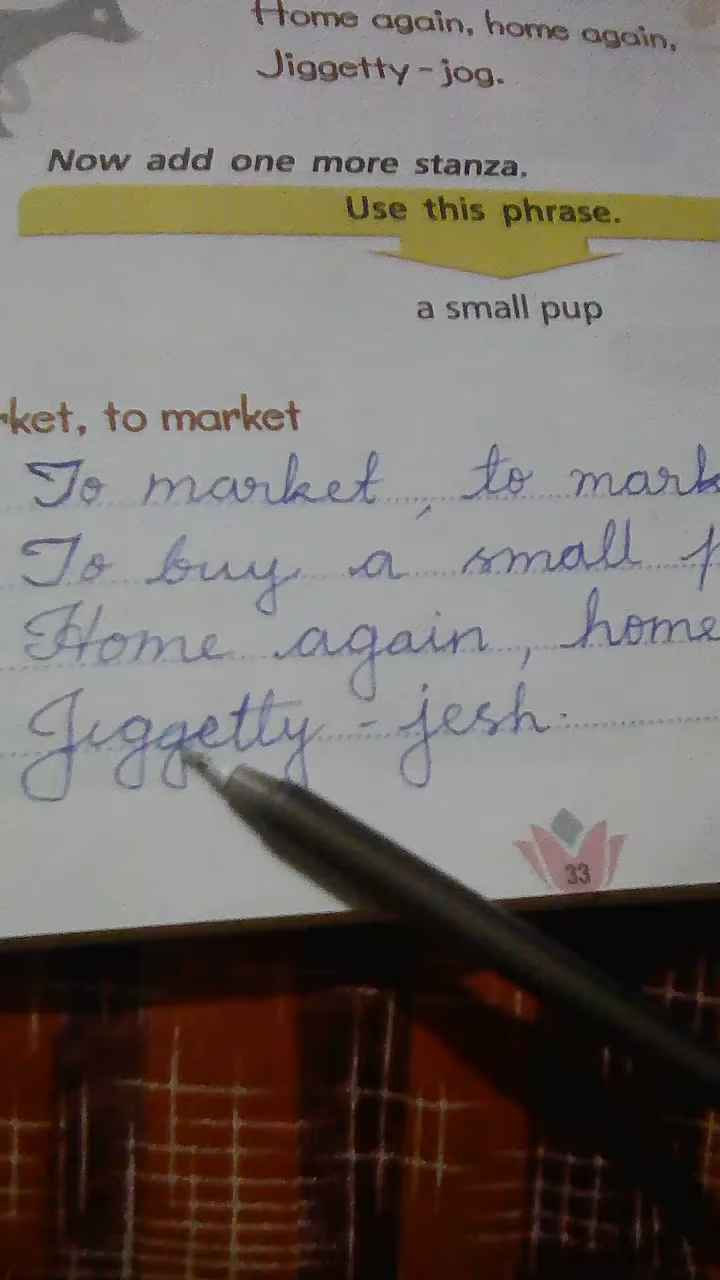 Home again, home again,
Jiggetty-jog.
Now add one more stanza.
Use this phrase.
a small pup
ket, to market
To market, to mark
To buy a small p
Home again, home
Jiggetty-jesh.
33